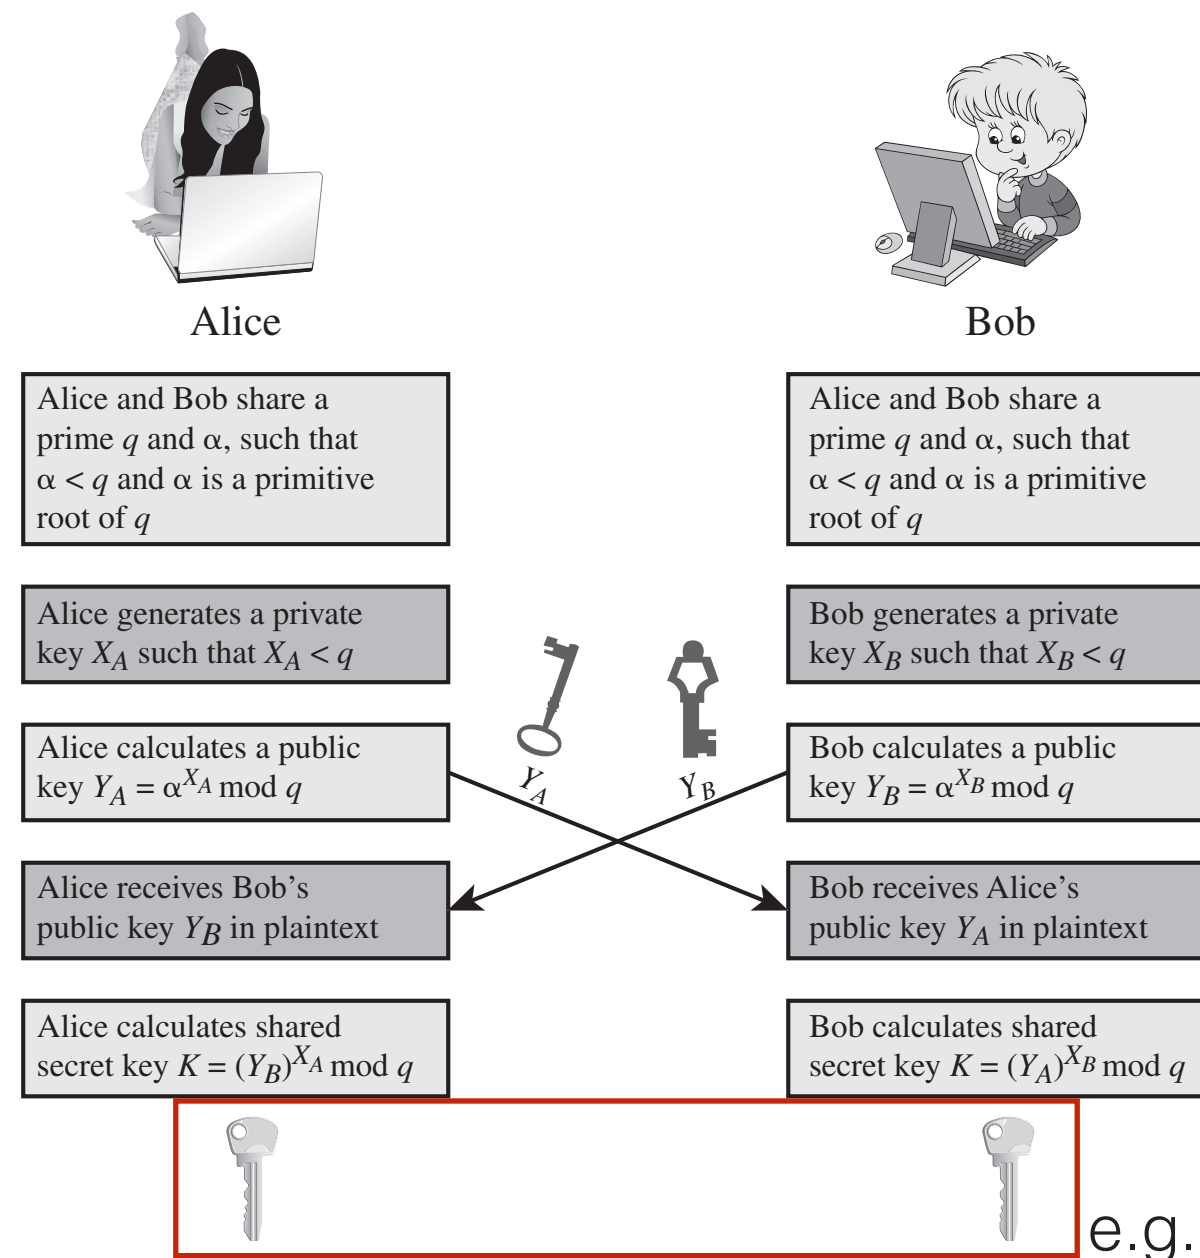 Alice
Bob
Alice and Bob share a
prime q and α, such that
α < q and α is a primitive
root of q
Alice and Bob share a
prime q and α, such that
α < q and α is a primitive
root of q
Alice generates a private
key X_A such that X_A < q
Bob generates a private
key X_B such that X_B < q
Alice calculates a public
key Y_A = α^{X_A} mod q
Y_A
Y_B
Bob calculates a public
key Y_B = α^{X_B} mod q
Alice receives Bob's
public key Y_B in plaintext
Bob receives Alice's
public key Y_A in plaintext
Alice calculates shared
secret key K = (Y_B)^{X_A} mod q
Bob calculates shared
secret key K = (Y_A)^{X_B} mod q
e.g.